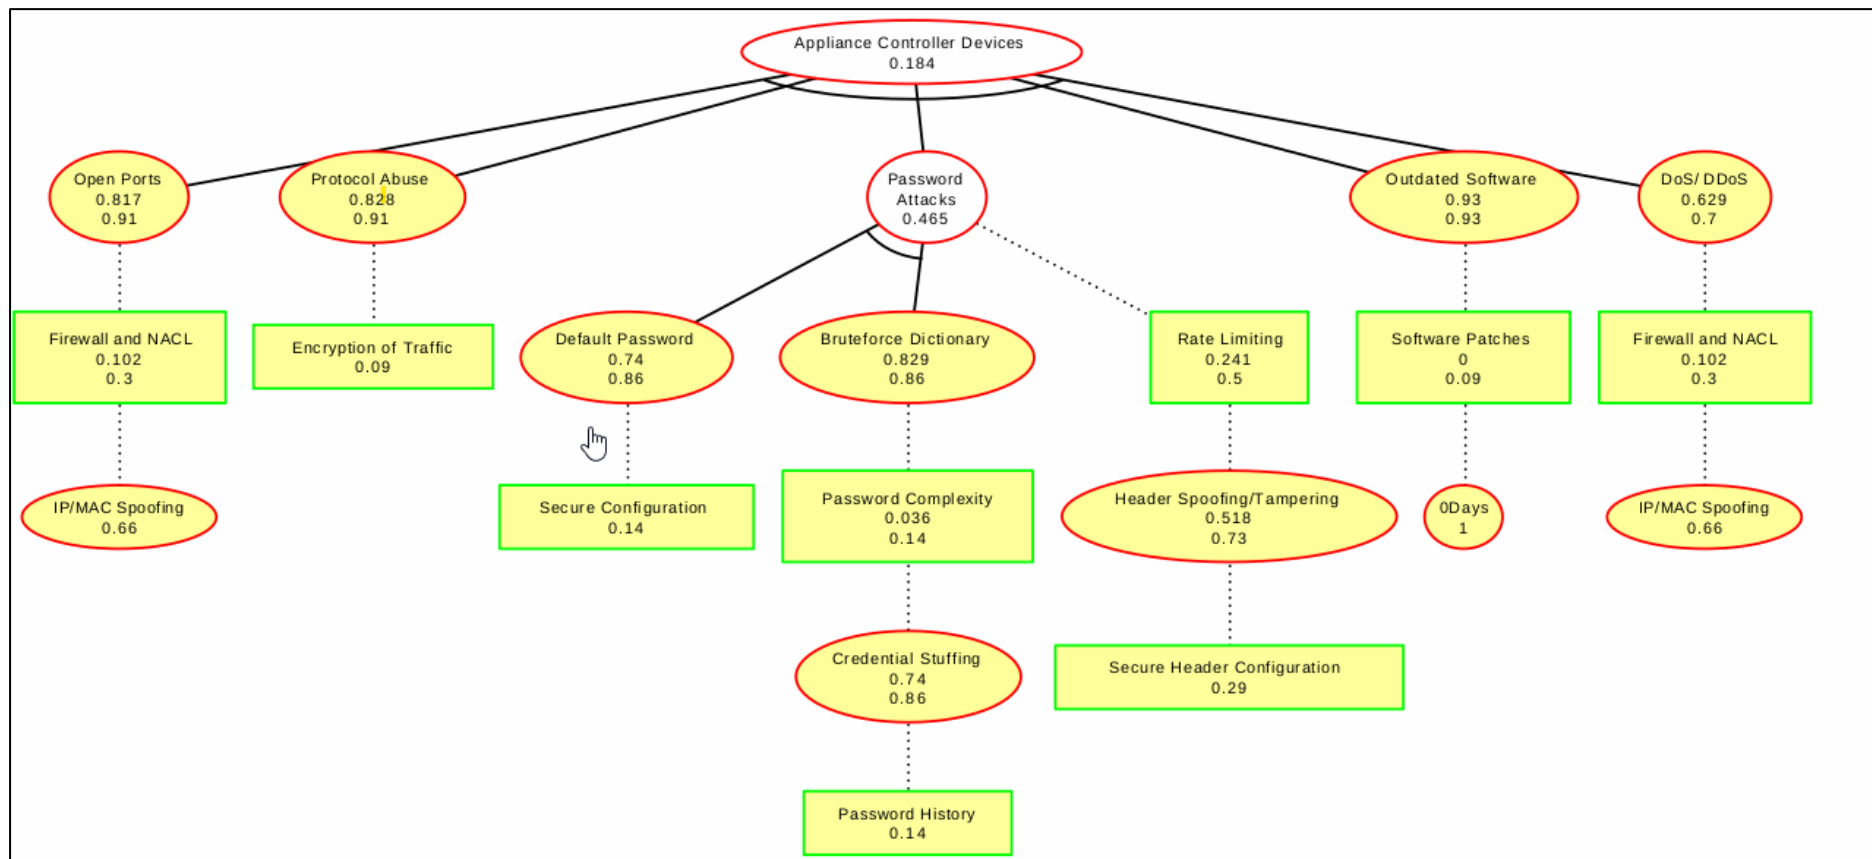 Appliance Controller Devices
0.184
Open Ports
0.817
0.91
Protocol Abuse
0.828
0.91
Password
Attacks
0.465
Outdated Software
0.93
0.93
DoS/ DDoS
0.629
0.7
Firewall and NACL
0.102
0.3
Encryption of Traffic
0.09
Default Password
0.74
0.86
Bruteforce Dictionary
0.829
0.86
Rate Limiting
0.241
0.5
Software Patches
0
0.09
Firewall and NACL
0.102
0.3
IP/MAC Spoofing
0.66
Secure Configuration
0.14
Password Complexity
0.036
0.14
Header Spoofing/Tampering
0.518
0.73
0Days
1
IP/MAC Spoofing
0.66
Credential Stuffing
0.74
0.86
Secure Header Configuration
0.29
Password History
0.14